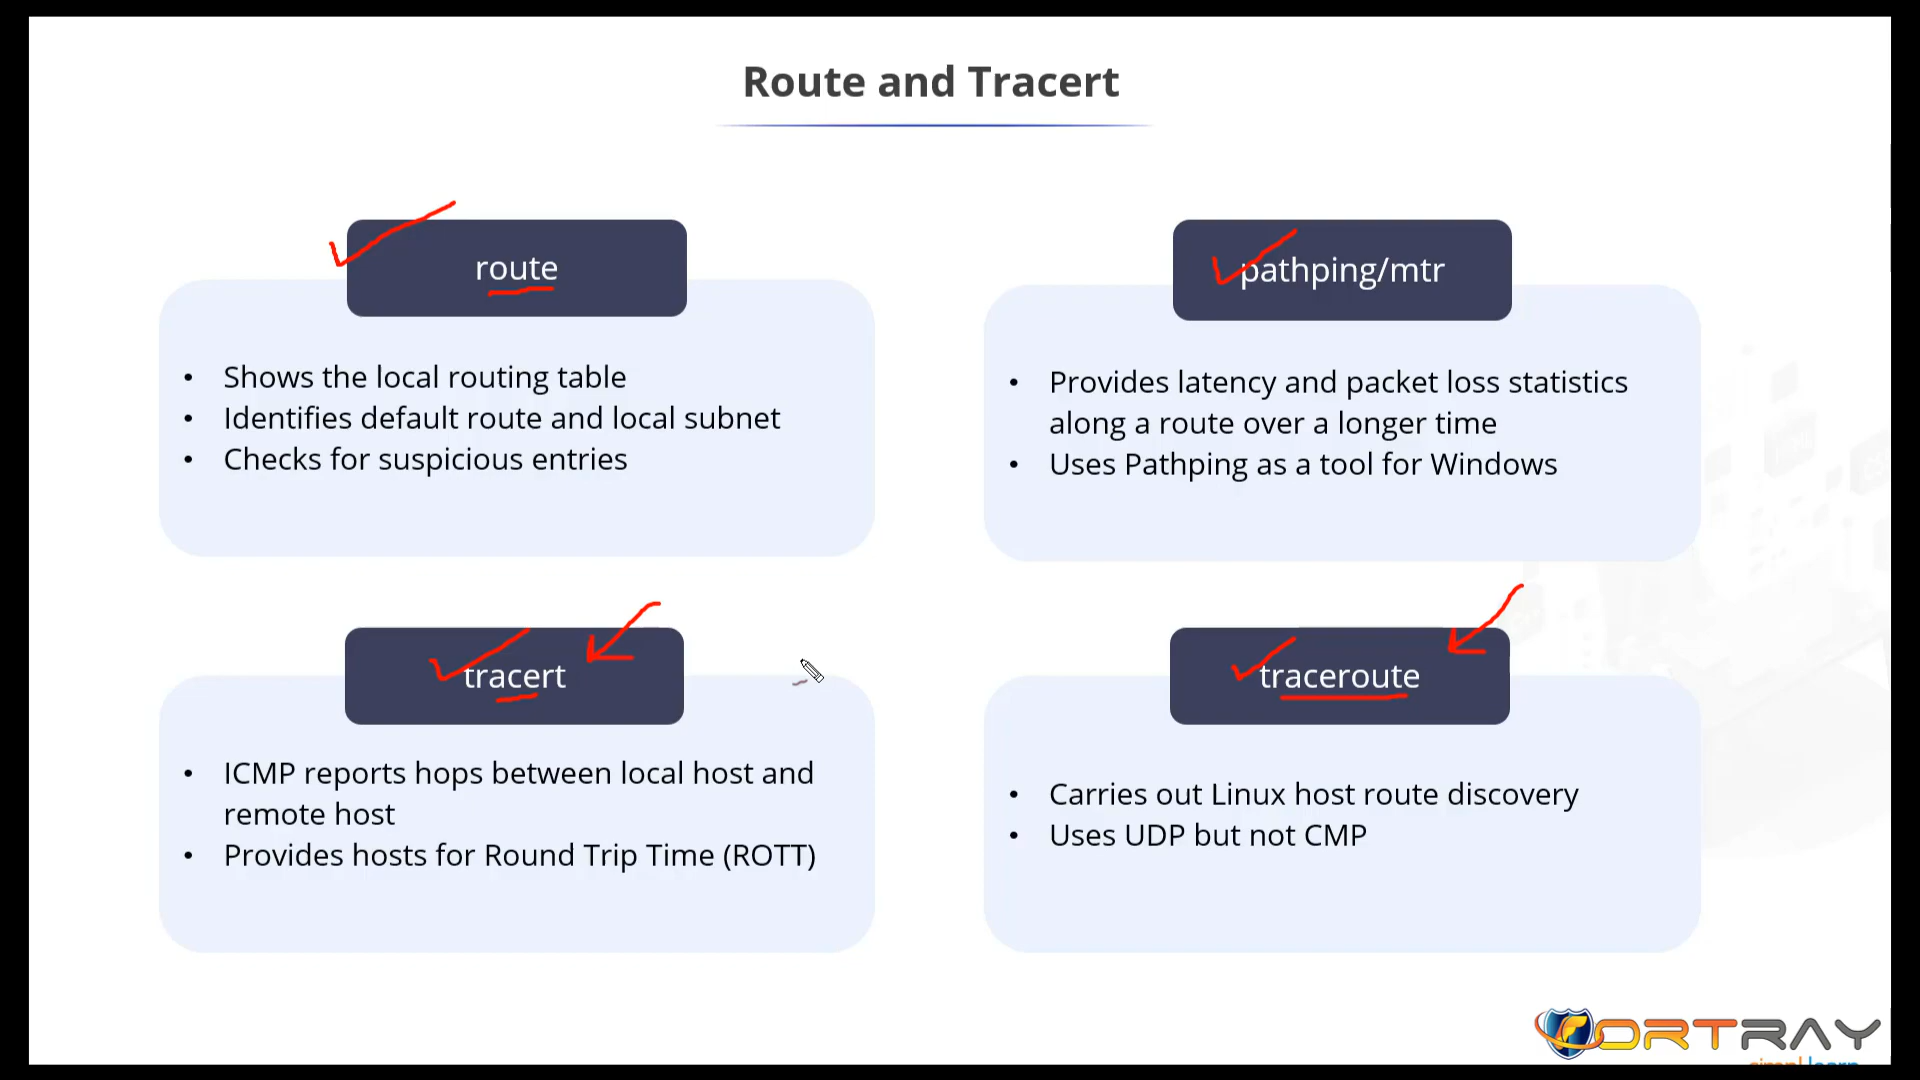 Route and Tracert
route
• Shows the local routing table
• Identifies default route and local subnet
• Checks for suspicious entries
pathping/mtr
• Provides latency and packet loss statistics
along a route over a longer time
• Uses Pathping as a tool for Windows
tracert
• ICMP reports hops between local host and
remote host
• Provides hosts for Round Trip Time (ROTT)
traceroute
• Carries out Linux host route discovery
• Uses UDP but not CMP
FORTRAY